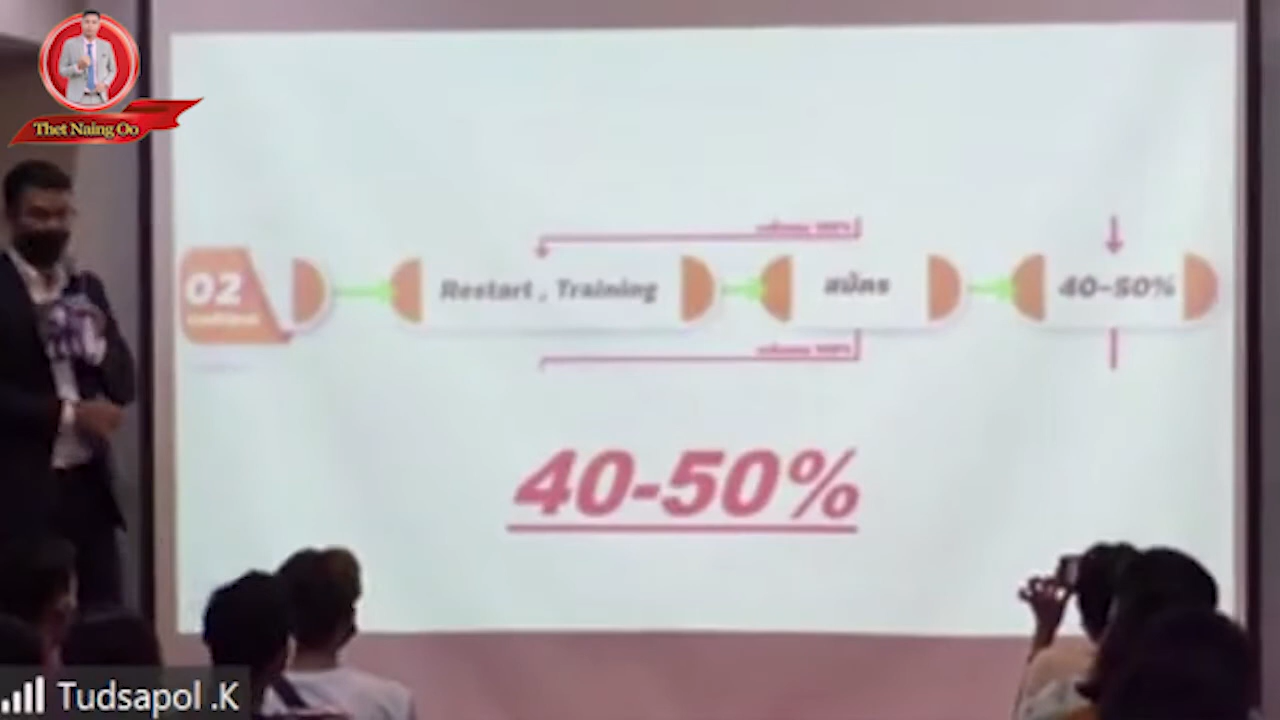 Thet Naing Oo
02
Restart , Training
สมัคร
40-50%
40-50%
Tudsapol .K